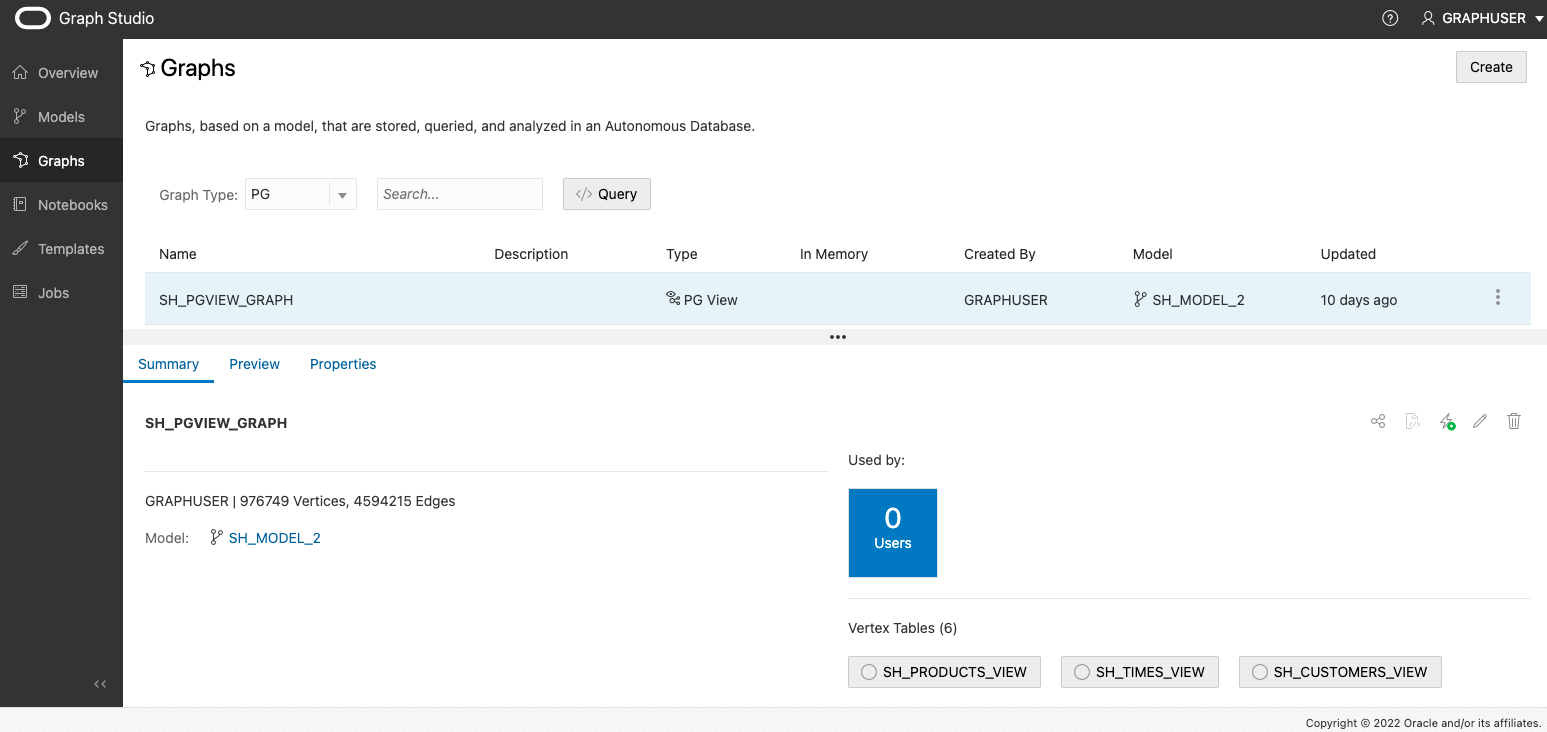 Graph Studio
GRAPHUSER
Overview
Models
Graphs
Notebooks
Templates
Jobs
Graphs
Create
Graphs, based on a model, that are stored, queried, and analyzed in an Autonomous Database.
Graph Type: PG Search... </> Query
Name Description Type In Memory Created By Model Updated
SH_PGVIEW_GRAPH PG View GRAPHUSER SH_MODEL_2 10 days ago
Summary Preview Properties
SH_PGVIEW_GRAPH
GRAPHUSER | 976749 Vertices, 4594215 Edges
Model: SH_MODEL_2
Used by:
0
Users
Vertex Tables (6)
SH_PRODUCTS_VIEW SH_TIMES_VIEW SH_CUSTOMERS_VIEW
Copyright © 2022 Oracle and/or its affiliates.